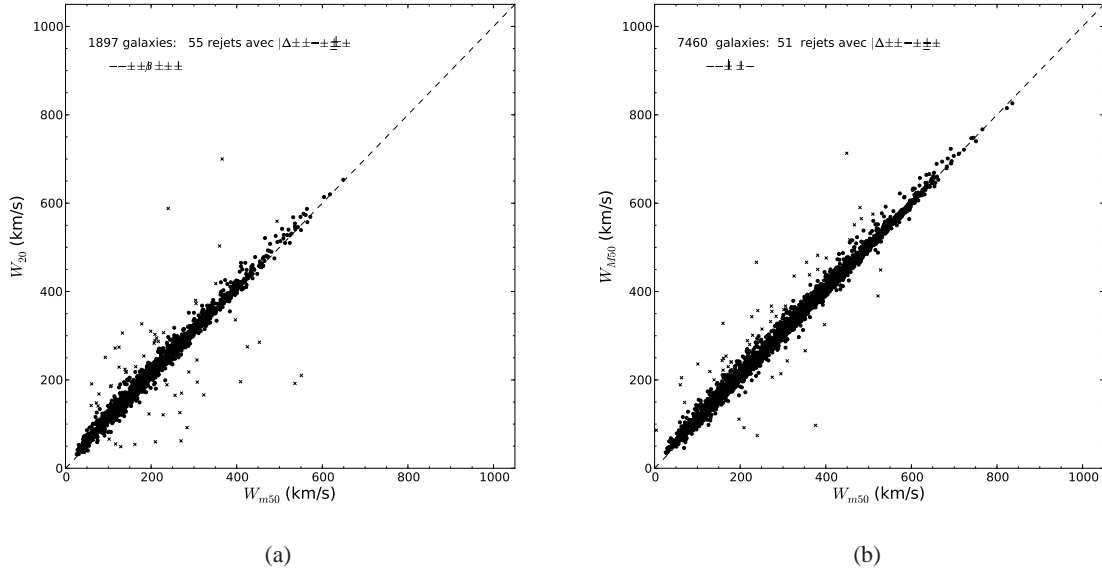 1897 galaxies: 55 rejets avec |Δ±±−±
7460 galaxies: 51 rejets avec |Δ±±−±
1000
800
600
400
200
0
W20 (km/s)
0 200 400 600 800 1000
Wm50 (km/s)
1000
800
600
400
200
0
WM50 (km/s)
0 200 400 600 800 1000
Wm50 (km/s)
(a)
(b)